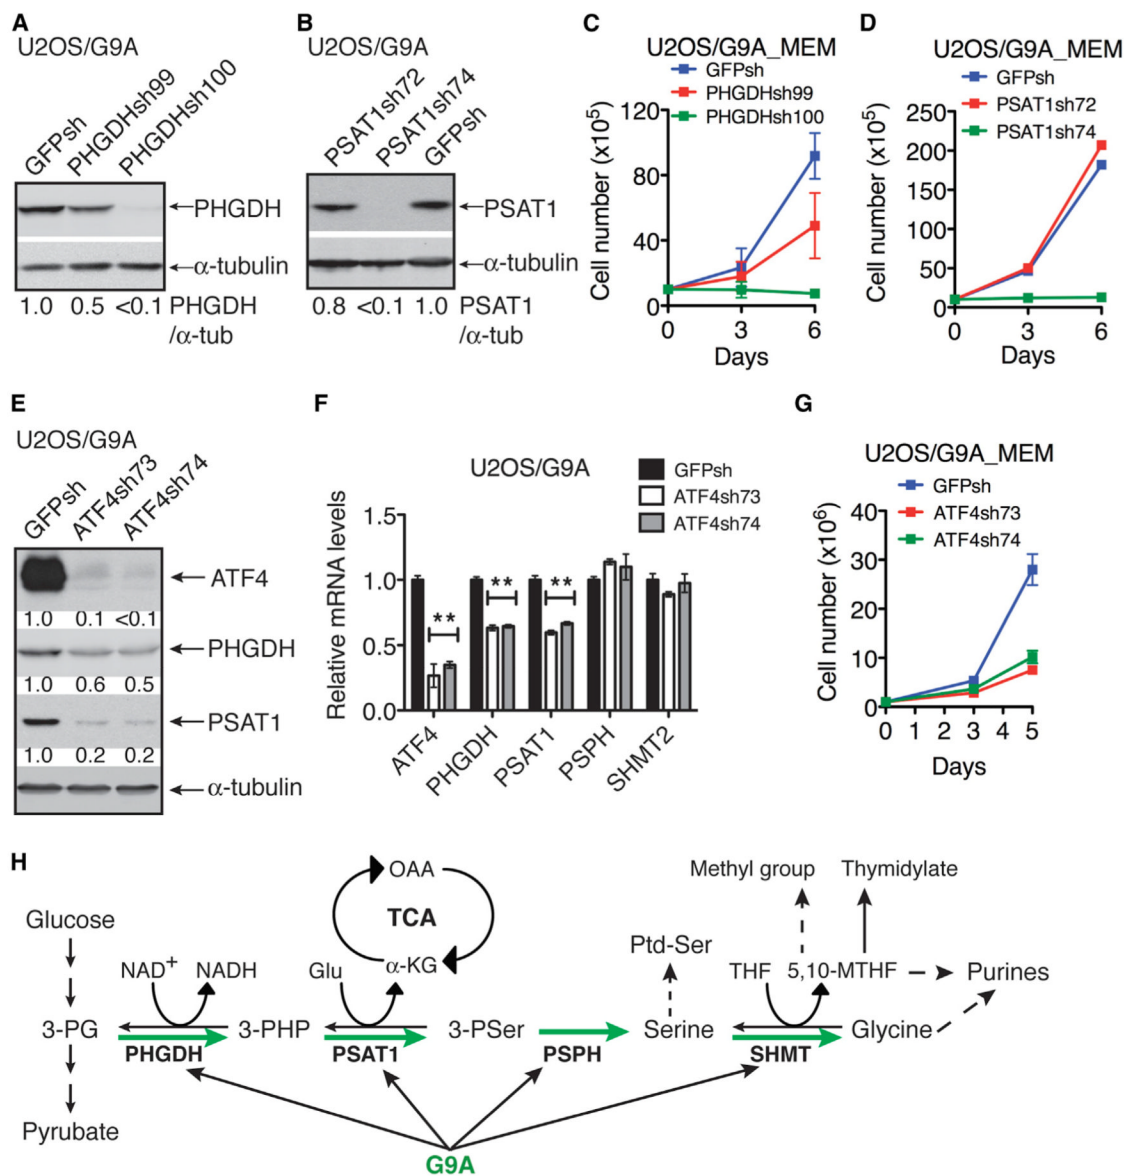 A
U2OS/G9A
GFPsh
PHGDHsh99
PHGDHsh100
←PHGDH
←α-tubulin
1.0 0.5 <0.1 PHGDH
/α-tub
B
U2OS/G9A
PSAT1sh72
PSAT1sh74
GFPsh
←PSAT1
←α-tubulin
0.8 <0.1 1.0 PSAT1
/α-tub
C
U2OS/G9A_MEM
GFPsh
PHGDHsh99
PHGDHsh100
Cell number (x10⁵)
120
80
40
0
0 3 6
Days
D
U2OS/G9A_MEM
GFPsh
PSAT1sh72
PSAT1sh74
Cell number (x10⁵)
250
200
150
100
50
0
0 3 6
Days
E
U2OS/G9A
GFPsh
ATF4sh73
ATF4sh74
←ATF4
1.0 0.1 <0.1
←PHGDH
1.0 0.6 0.5
←PSAT1
1.0 0.2 0.2
←α-tubulin
F
U2OS/G9A
GFPsh
ATF4sh73
ATF4sh74
Relative mRNA levels
1.5
1.0
0.5
0.0
** ** **
ATF4
PHGDH
PSAT1
PSPH
SHMT2
G
U2OS/G9A_MEM
GFPsh
ATF4sh73
ATF4sh74
Cell number (x10⁶)
40
30
20
10
0
0 1 2 3 4 5
Days
H
OAA
TCA
α-KG
Methyl group Thymidylate
Glucose
Ptd-Ser
NAD⁺ NADH Glu THF 5,10-MTHF Purines
3-PG 3-PHP 3-PSer Serine Glycine
PHGDH PSAT1 PSPH SHMT
Pyrubate
G9A